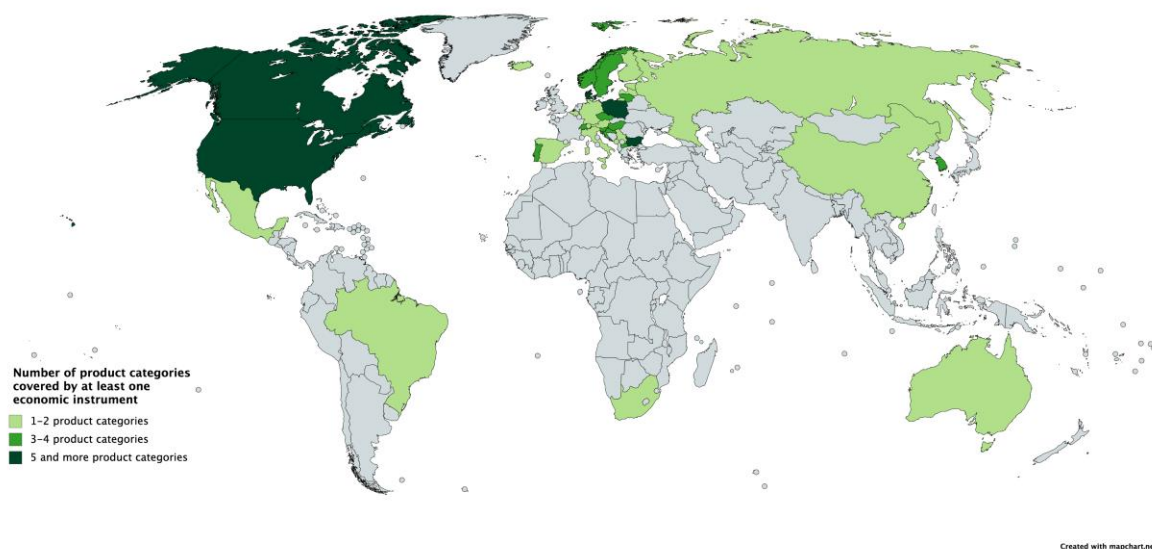 Number of product categories
covered by at least one
economic instrument
1-2 product categories
3-4 product categories
5 and more product categories
Created with mapchart.ne